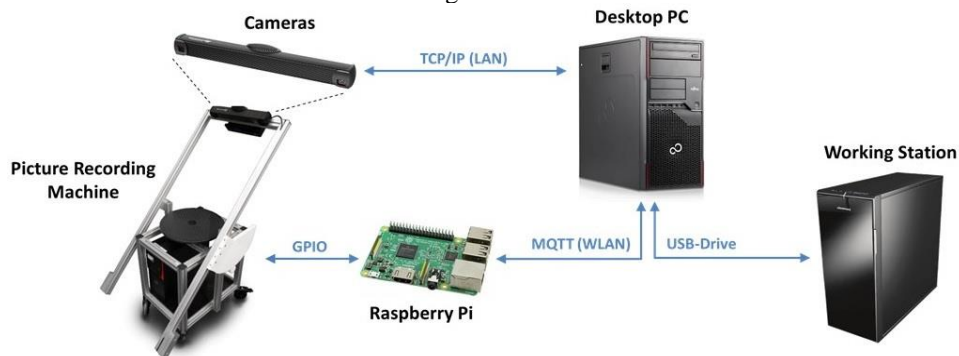 Cameras
Desktop PC
TCP/IP (LAN)
Picture Recording
Machine
Working Station
GPIO
MQTT (WLAN)
USB-Drive
Raspberry Pi